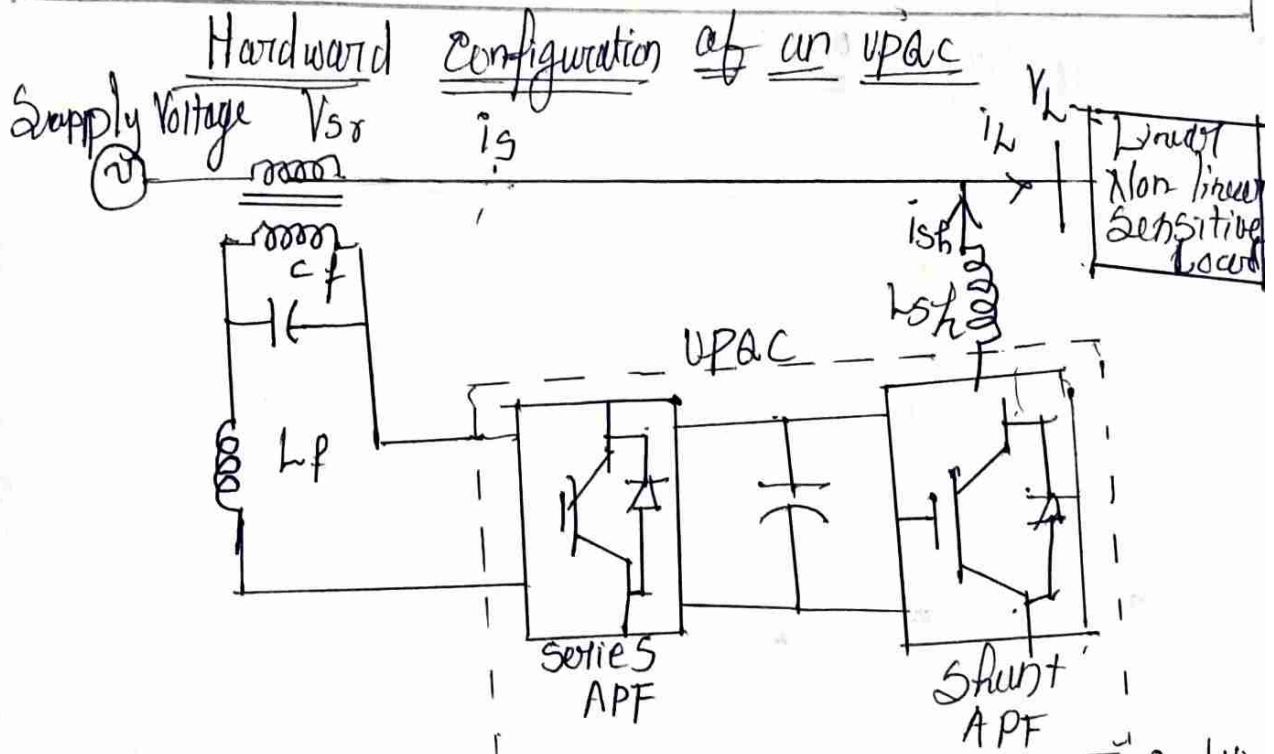 Hardward Configuration of an UPQC
Supply Voltage Vsr is iL VL
Linear
Non linear
Sensitive
Load
ish
Lsh
Cf
UPQC
Lf
Series
APF
Shunt
APF